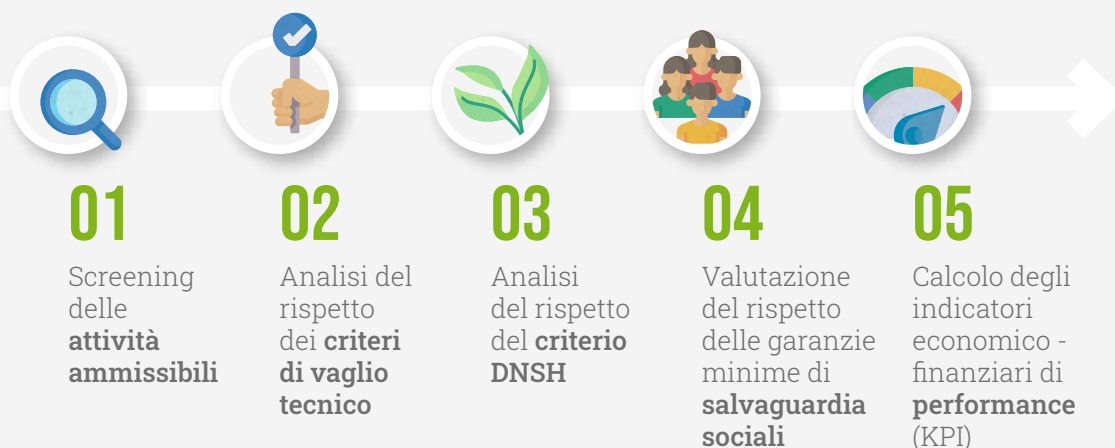 01
Screening
delle
attività
ammissibili
02
Analisi del
rispetto
dei criteri
di vaglio
tecnico
03
Analisi
del rispetto
del criterio
DNSH
04
Valutazione
del rispetto
delle garanzie
minime di
salvaguardia
sociali
05
Calcolo degli
indicatori
economico -
finanziari di
performance
(KPI)